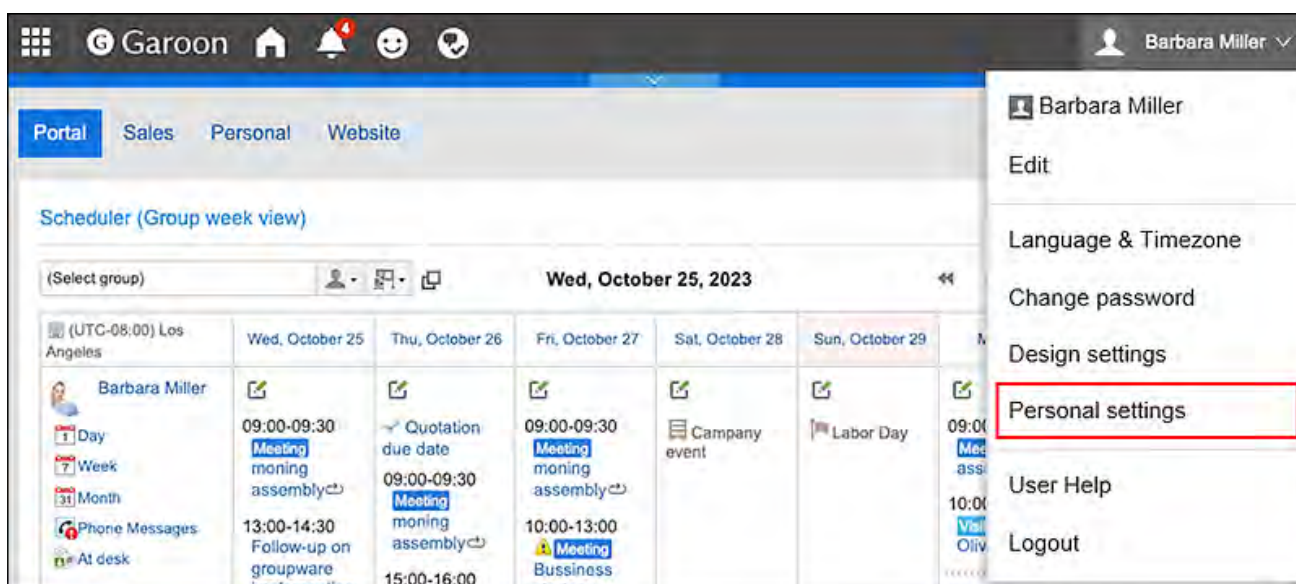 Garoon
4
Barbara Miller
Portal
Sales
Personal
Website
Barbara Miller
Edit
Language & Timezone
Change password
Design settings
Personal settings
User Help
Logout
Scheduler (Group week view)
(Select group)
Wed, October 25, 2023
(UTC-08:00) Los
Angeles
Wed, October 25
Thu, October 26
Fri, October 27
Sat, October 28
Sun, October 29
Barbara Miller
1 Day
7 Week
31 Month
Phone Messages
At desk
09:00-09:30
Meeting
moning
assembly
13:00-14:30
Follow-up on
groupware
Quotation
due date
09:00-09:30
Meeting
moning
assembly
15:00-16:00
09:00-09:30
Meeting
moning
assembly
10:00-13:00
Meeting
Bussiness
Campany
event
Labor Day